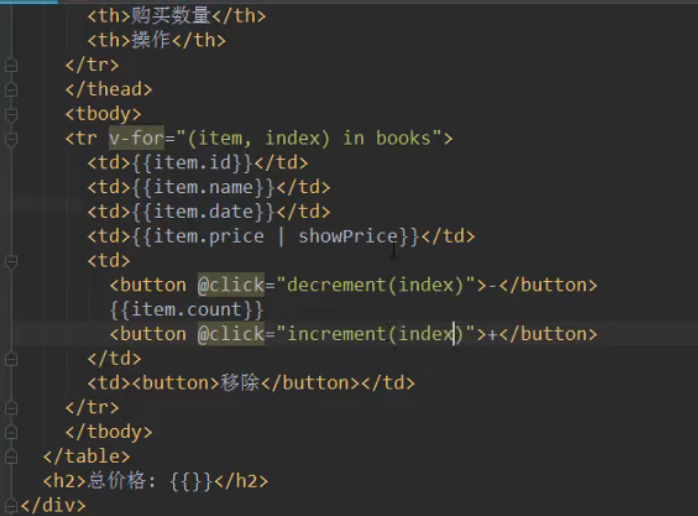 <th>购买数量</th>
<th>操作</th>
</tr>
</thead>
<tbody>
<tr v-for="(item, index) in books">
<td>{{item.id}}</td>
<td>{{item.name}}</td>
<td>{{item.date}}</td>
<td>{{item.price | showPrice}}</td>
<td>
<button @click="decrement(index)">-</button>
{{item.count}}
<button @click="increment(index)">+</button>
</td>
<td><button>移除</button></td>
</tr>
</tbody>
</table>
<h2>总价格: {{}}</h2>
</div>